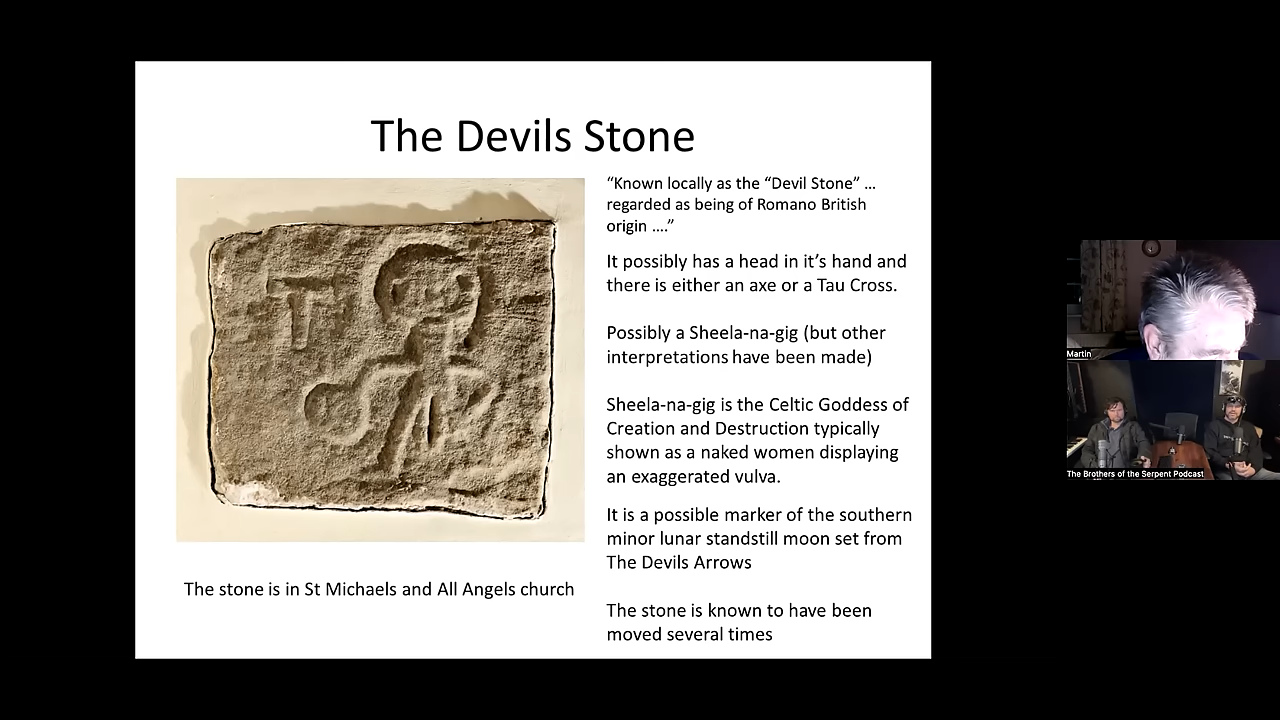 The Devils Stone
“Known locally as the “Devil Stone” ...
regarded as being of Romano British
origin ....”
It possibly has a head in it’s hand and
there is either an axe or a Tau Cross.
Possibly a Sheela-na-gig (but other
interpretations have been made)
Sheela-na-gig is the Celtic Goddess of
Creation and Destruction typically
shown as a naked women displaying
an exaggerated vulva.
It is a possible marker of the southern
minor lunar standstill moon set from
The Devils Arrows
The stone is known to have been
moved several times
The stone is in St Michaels and All Angels church
Martin
The Brothers of the Serpent Podcast